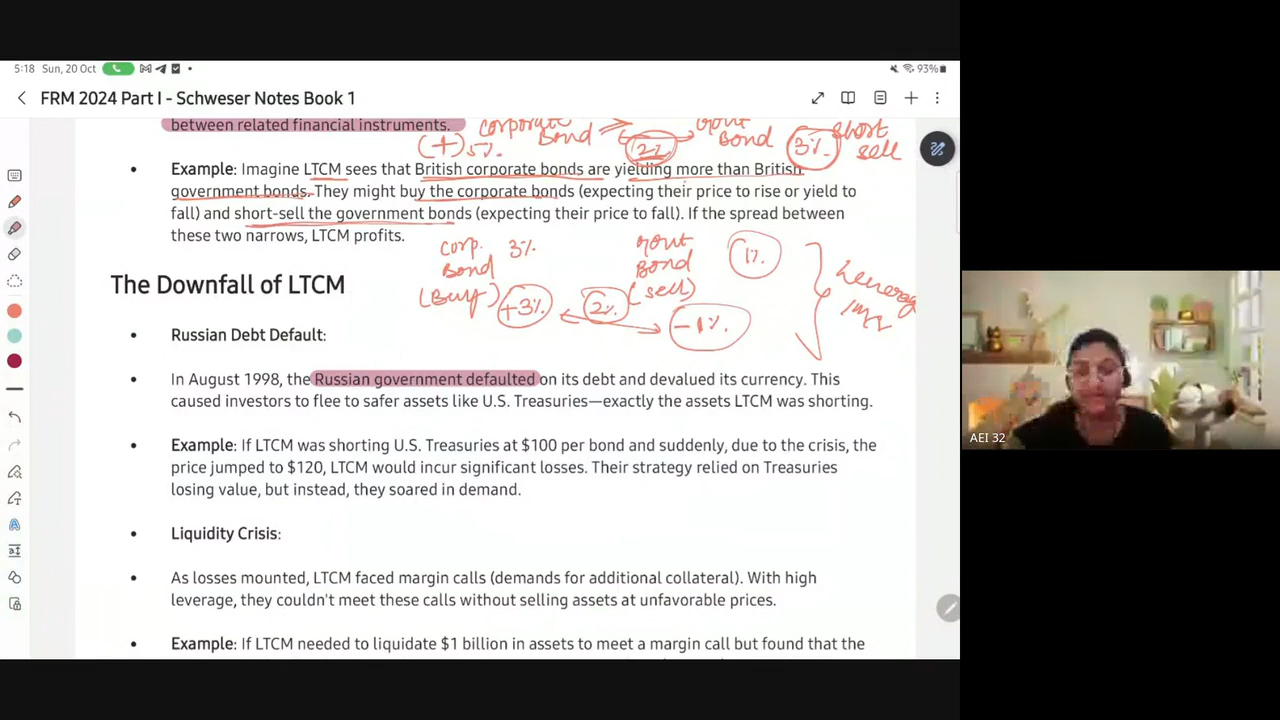 5:18 Sun, 20 Oct 93%
FRM 2024 Part I - Schweser Notes Book 1
between related financial instruments.
corporate Bond govt Bond short sell
(+) 5% 2% 3%
Example: Imagine LTCM sees that British corporate bonds are yielding more than British
government bonds. They might buy the corporate bonds (expecting their price to rise or yield to
fall) and short-sell the government bonds (expecting their price to fall). If the spread between
these two narrows, LTCM profits.
corp. Bond 3% govt Bond 1%
(Buy) +3% 2% (sell) -1%
The Downfall of LTCM
Russian Debt Default:
In August 1998, the Russian government defaulted on its debt and devalued its currency. This
caused investors to flee to safer assets like U.S. Treasuries—exactly the assets LTCM was shorting.
Example: If LTCM was shorting U.S. Treasuries at $100 per bond and suddenly, due to the crisis, the
price jumped to $120, LTCM would incur significant losses. Their strategy relied on Treasuries
losing value, but instead, they soared in demand.
Liquidity Crisis:
As losses mounted, LTCM faced margin calls (demands for additional collateral). With high
leverage, they couldn't meet these calls without selling assets at unfavorable prices.
Example: If LTCM needed to liquidate $1 billion in assets to meet a margin call but found that the
AEI 32